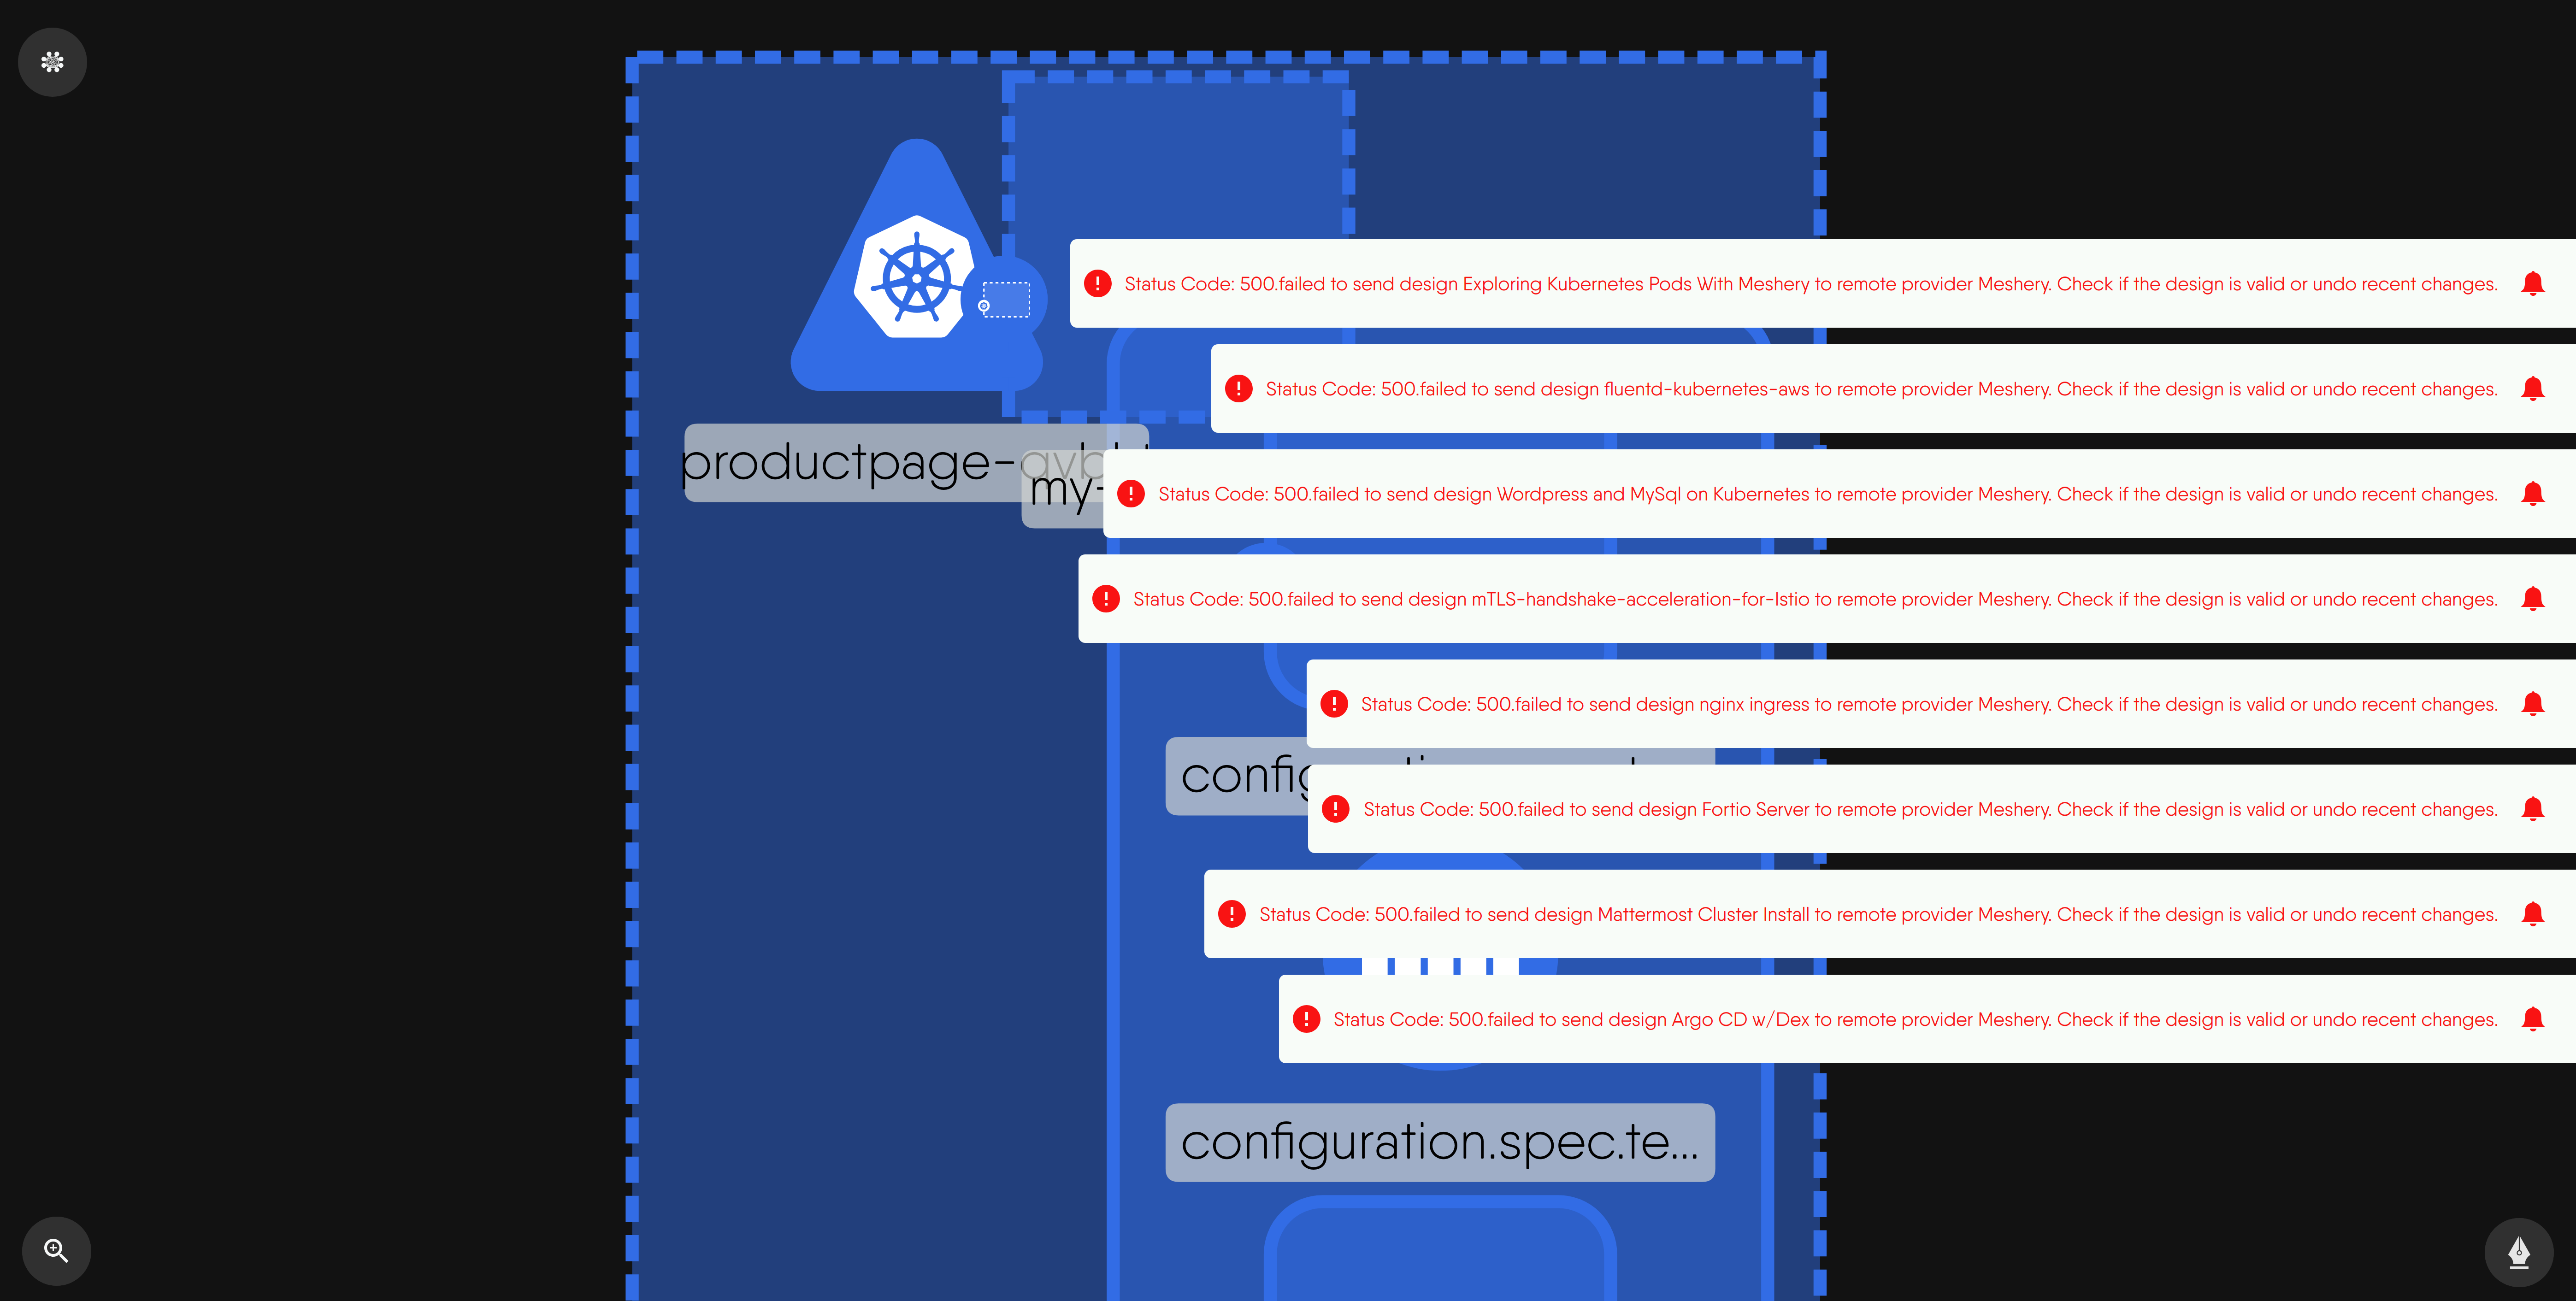 Status Code: 500.failed to send design Exploring Kubernetes Pods With Meshery to remote provider Meshery. Check if the design is valid or undo recent changes.
Status Code: 500.failed to send design fluentd-kubernetes-aws to remote provider Meshery. Check if the design is valid or undo recent changes.
productpage-
my-
Status Code: 500.failed to send design Wordpress and MySql on Kubernetes to remote provider Meshery. Check if the design is valid or undo recent changes.
Status Code: 500.failed to send design mTLS-handshake-acceleration-for-Istio to remote provider Meshery. Check if the design is valid or undo recent changes.
Status Code: 500.failed to send design nginx ingress to remote provider Meshery. Check if the design is valid or undo recent changes.
Status Code: 500.failed to send design Fortio Server to remote provider Meshery. Check if the design is valid or undo recent changes.
Status Code: 500.failed to send design Mattermost Cluster Install to remote provider Meshery. Check if the design is valid or undo recent changes.
Status Code: 500.failed to send design Argo CD w/Dex to remote provider Meshery. Check if the design is valid or undo recent changes.
configuration.spec.te...